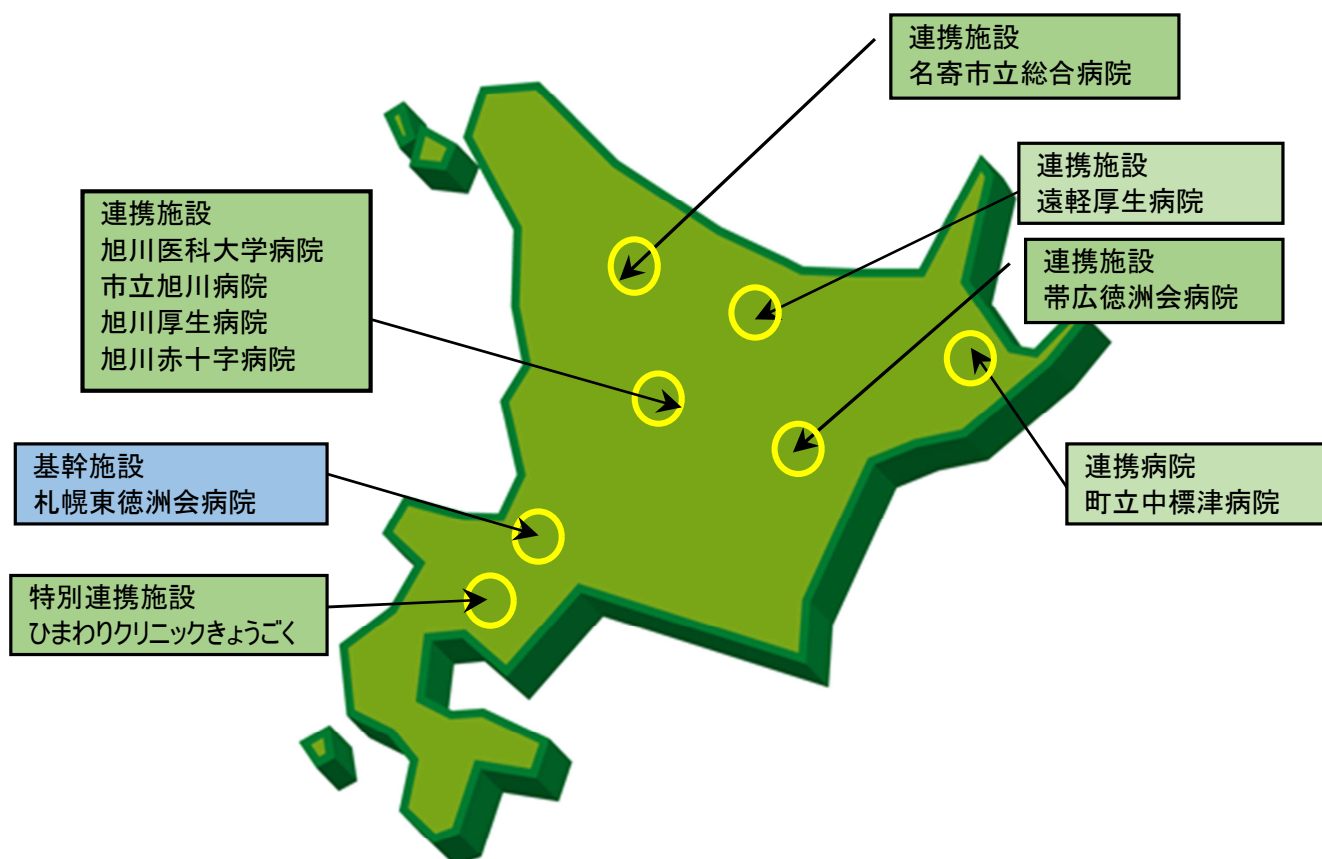 連携施設
名寄市立総合病院
連携施設
遠軽厚生病院
連携施設
旭川医科大学病院
市立旭川病院
旭川厚生病院
旭川赤十字病院
連携施設
帯広徳洲会病院
基幹施設
札幌東徳洲会病院
連携病院
町立中標津病院
特別連携施設
ひまわりクリニックきょうごく